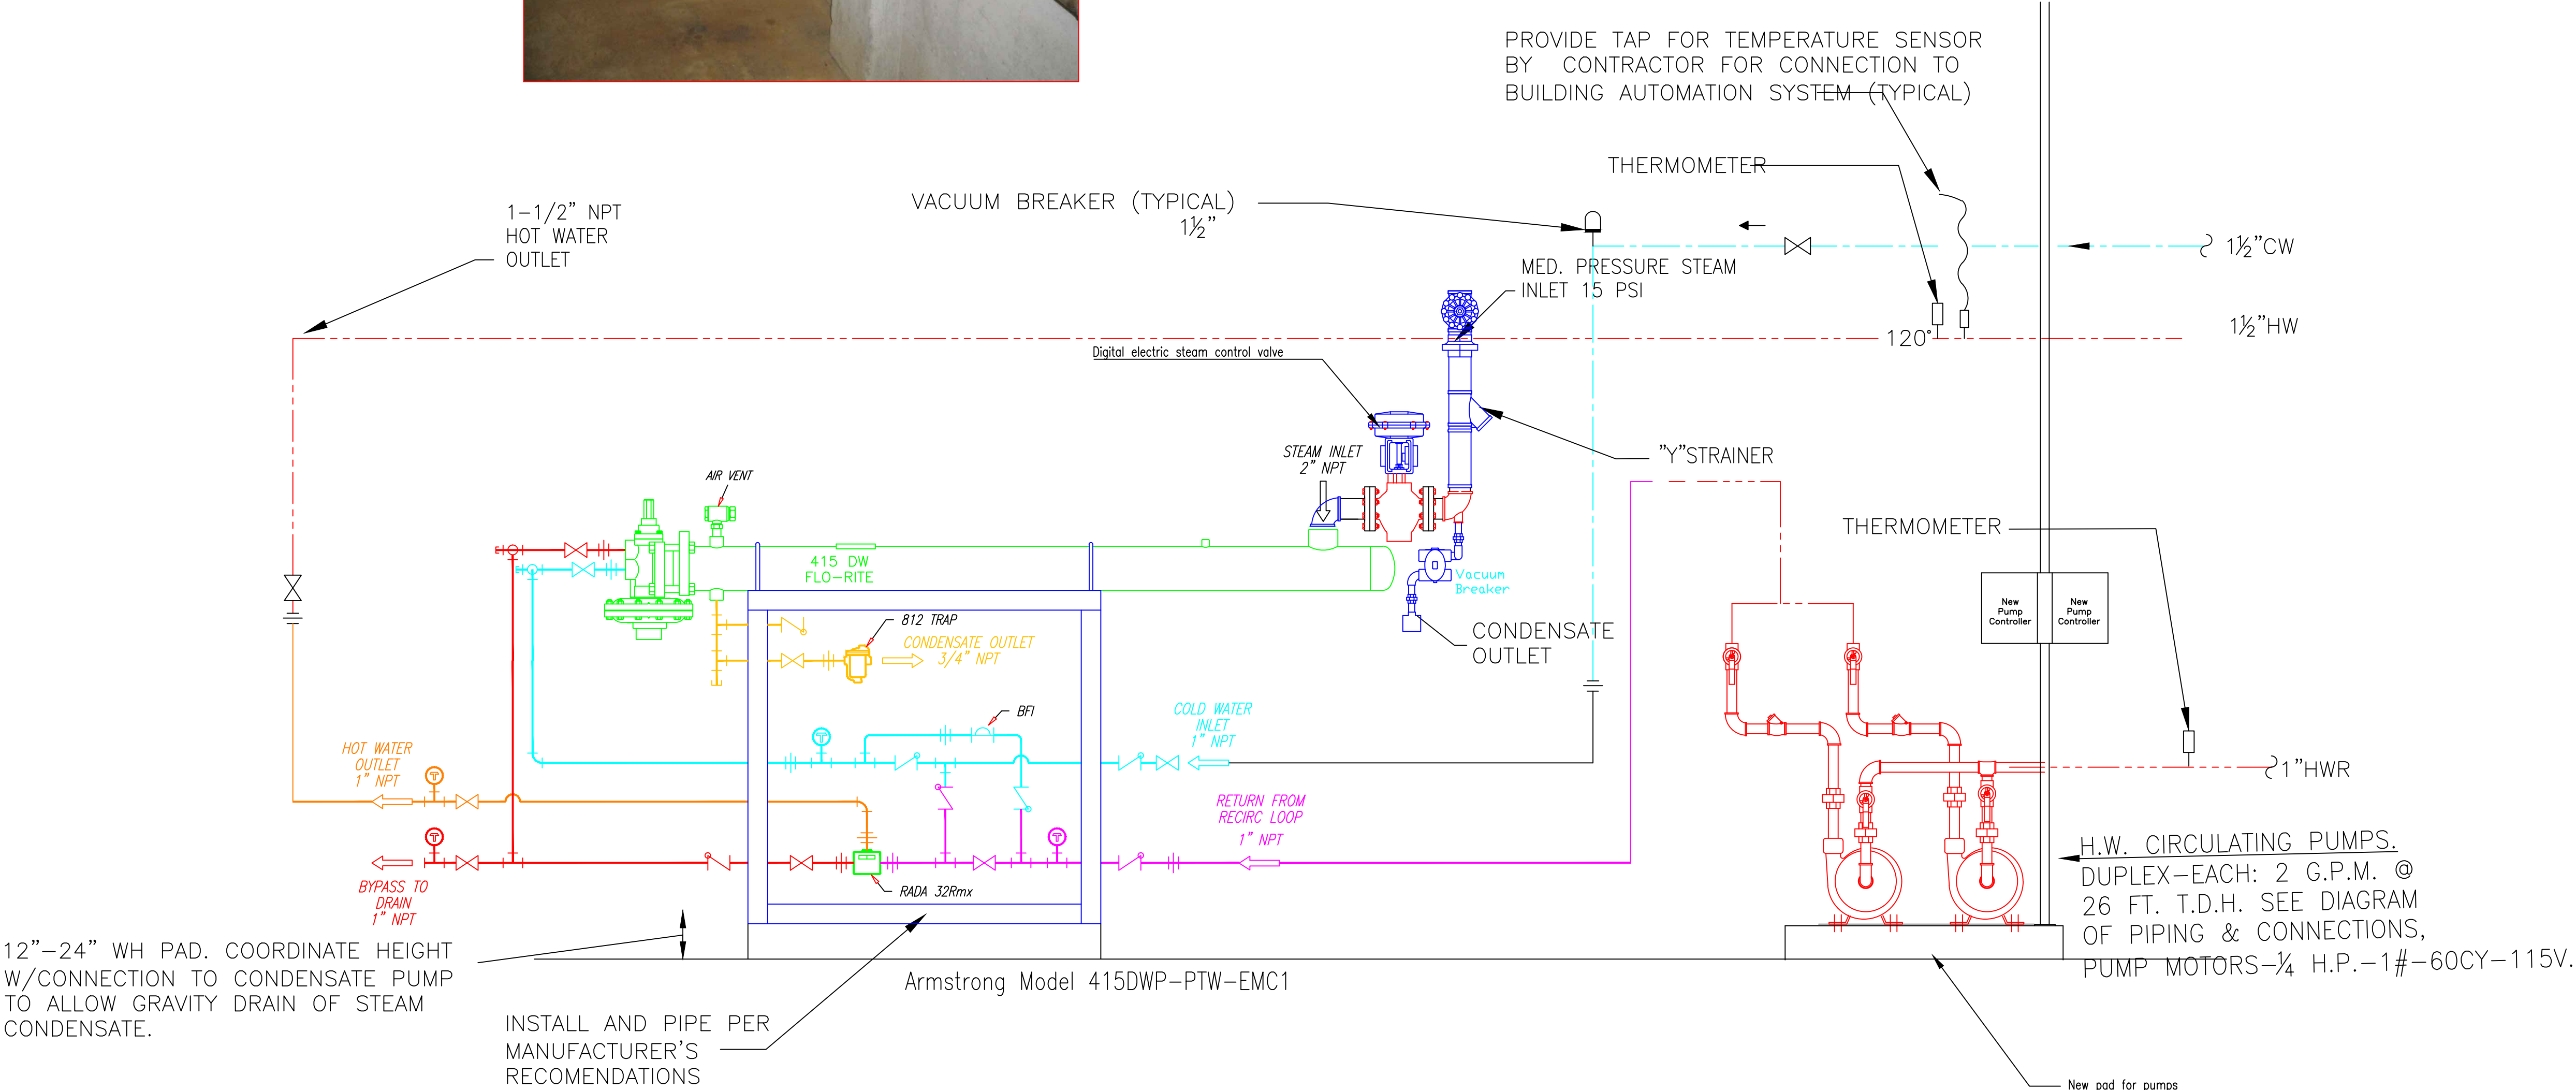 PROVIDE TAP FOR TEMPERATURE SENSOR
BY CONTRACTOR FOR CONNECTION TO
BUILDING AUTOMATION SYSTEM (TYPICAL)
THERMOMETER
VACUUM BREAKER (TYPICAL)
1½"
1-1/2" NPT
HOT WATER
OUTLET
1½"CW
MED. PRESSURE STEAM
INLET 15 PSI
1½"HW
120°
Digital electric steam control valve
STEAM INLET
2" NPT
"Y"STRAINER
AIR VENT
THERMOMETER
415 DW
FLO-RITE
Vacuum
Breaker
New
Pump
Controller
New
Pump
Controller
812 TRAP
CONDENSATE OUTLET
3/4" NPT
CONDENSATE
OUTLET
BFI
COLD WATER
INLET
1" NPT
HOT WATER
OUTLET
1" NPT
T
T
T
T
1"HWR
RETURN FROM
RECIRC LOOP
1" NPT
BYPASS TO
DRAIN
1" NPT
RADA 32Rmx
H.W. CIRCULATING PUMPS.
DUPLEX-EACH: 2 G.P.M. @
26 FT. T.D.H. SEE DIAGRAM
OF PIPING & CONNECTIONS,
PUMP MOTORS-¼ H.P.-1#-60CY-115V.
12"-24" WH PAD. COORDINATE HEIGHT
W/CONNECTION TO CONDENSATE PUMP
TO ALLOW GRAVITY DRAIN OF STEAM
CONDENSATE.
Armstrong Model 415DWP-PTW-EMC1
INSTALL AND PIPE PER
MANUFACTURER'S
RECOMENDATIONS
New pad for pumps